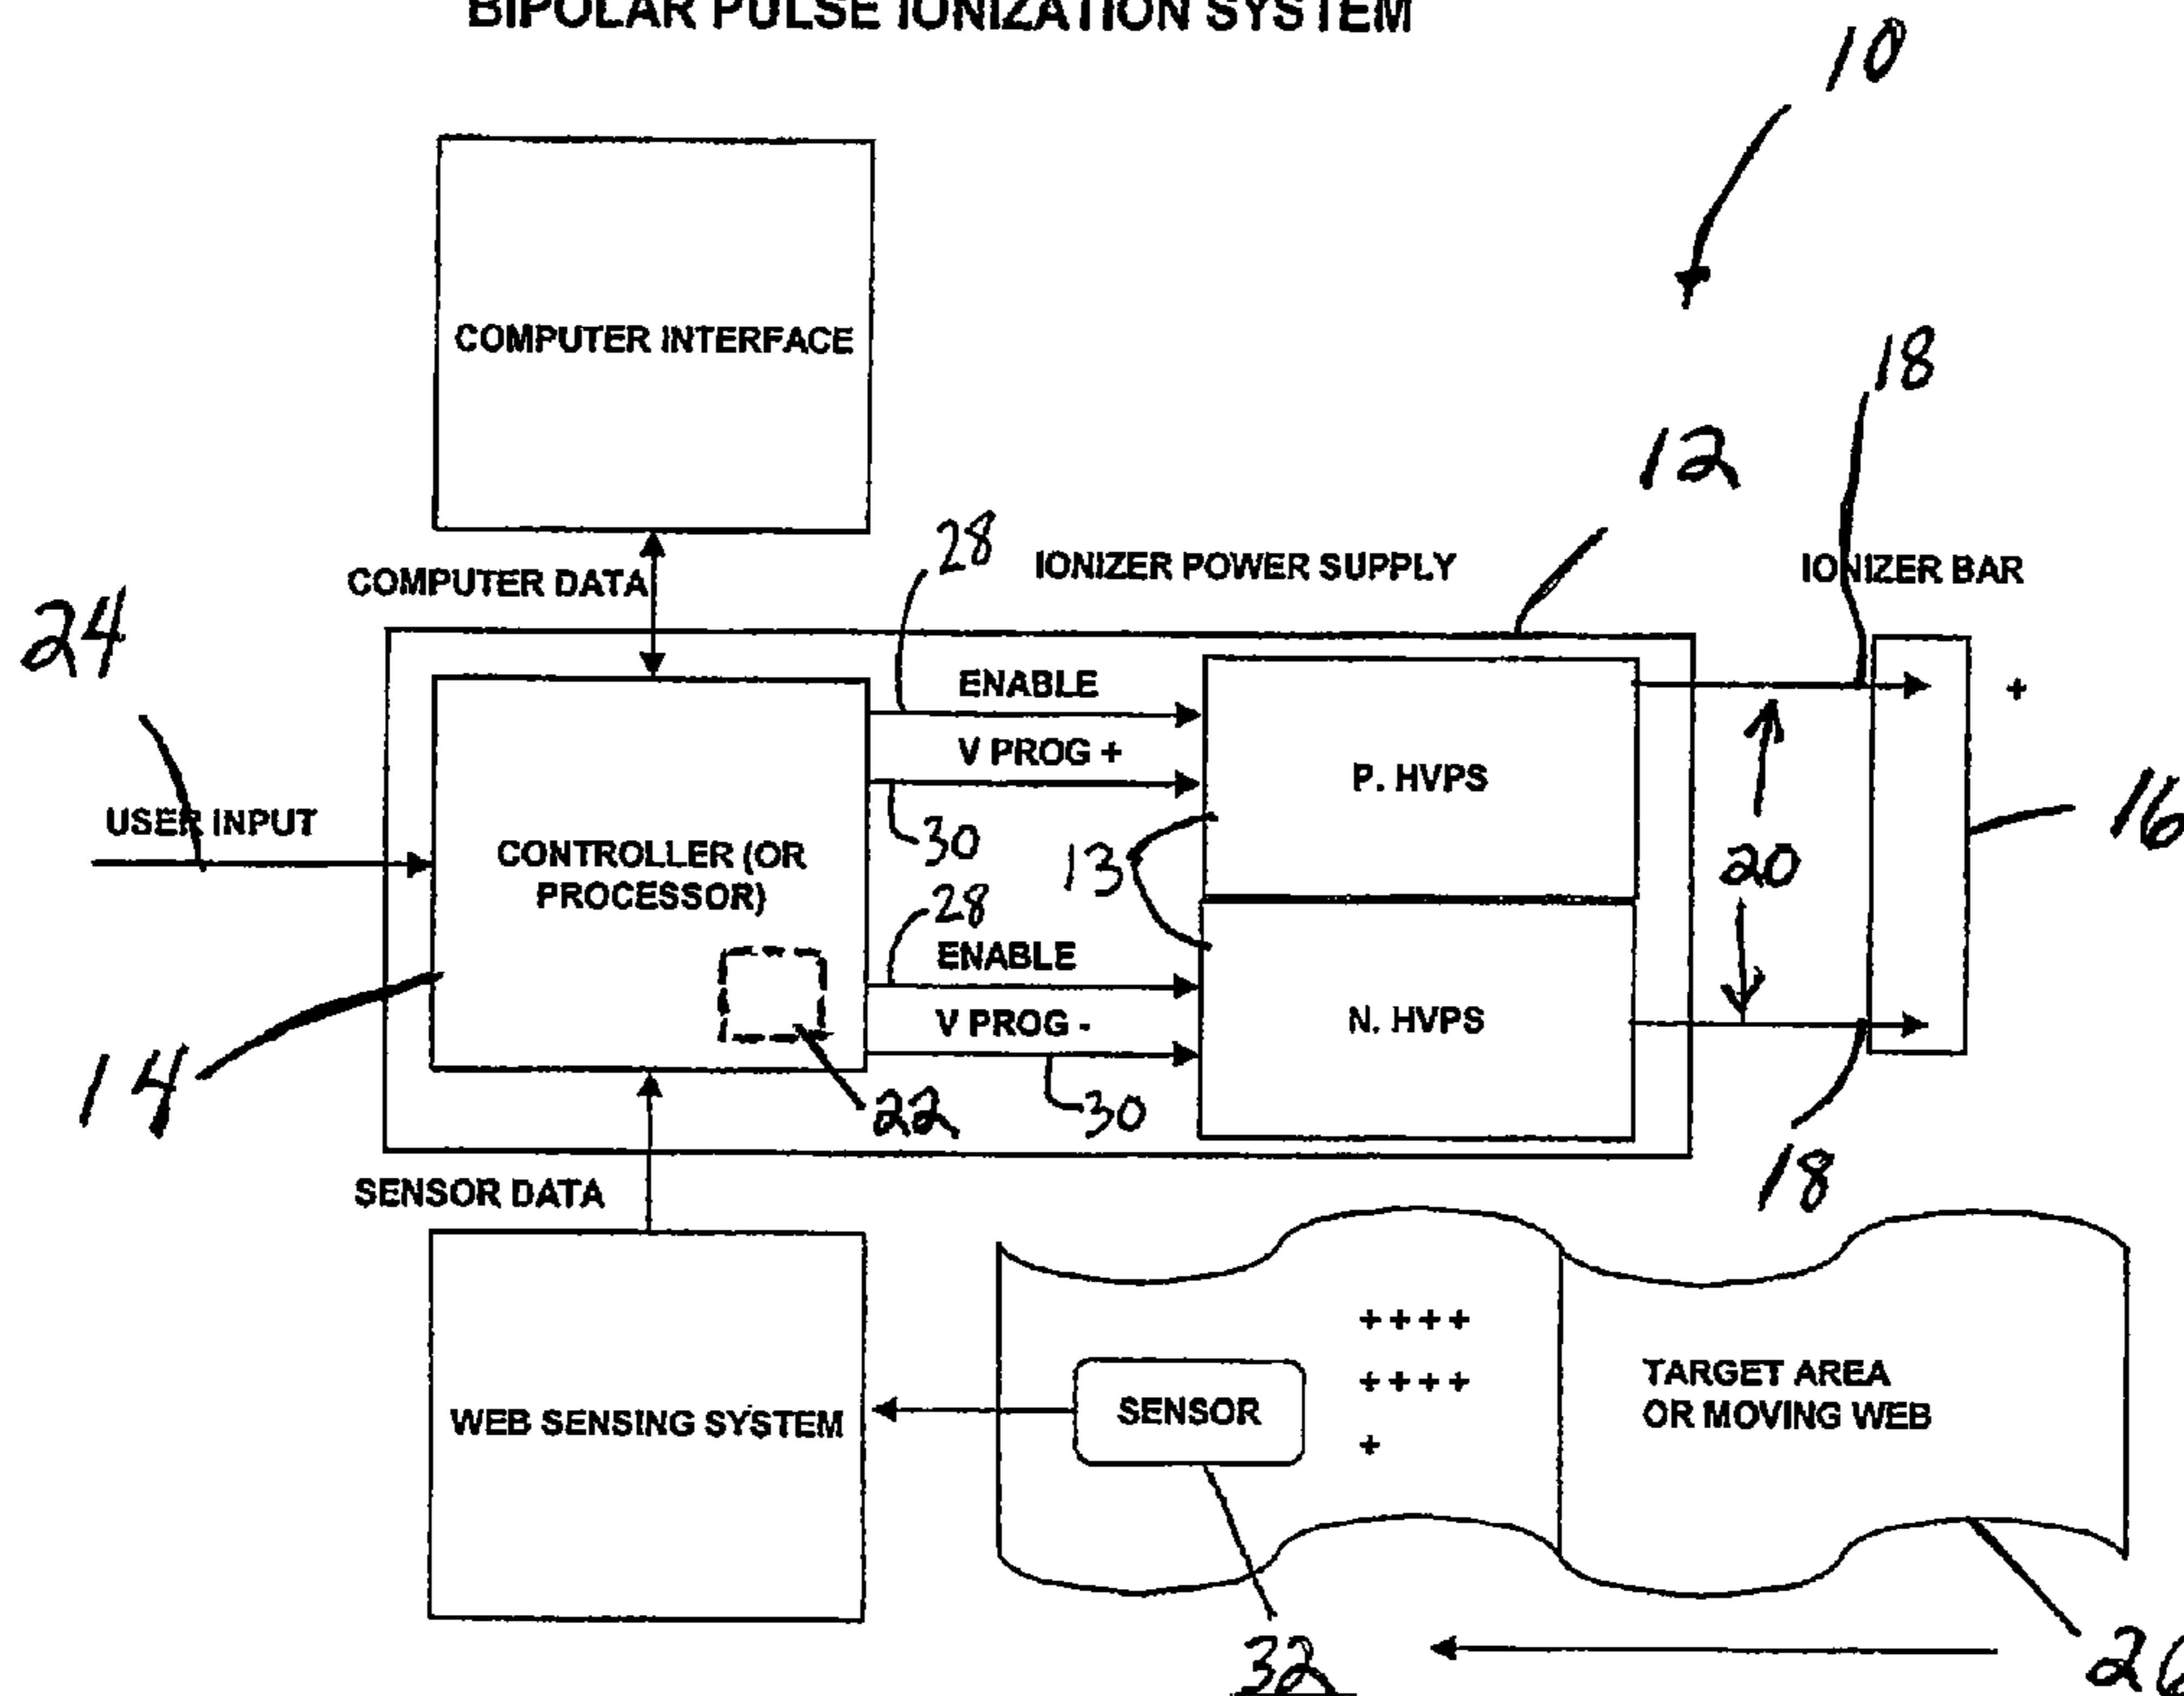 BIPOLAR PULSE IONIZATION SYSTEM
10
COMPUTER INTERFACE
18
12
28
IONIZER POWER SUPPLY
IONIZER BAR
COMPUTER DATA
24
ENABLE
+
V PROG +
P. HVPS
USER INPUT
30
16
CONTROLLER (OR
PROCESSOR)
13
20
28
ENABLE
V PROG -
N. HVPS
14
22
30
18
SENSOR DATA
++++
++++
+
SENSOR
TARGET AREA
OR MOVING WEB
WEB SENSING SYSTEM
32